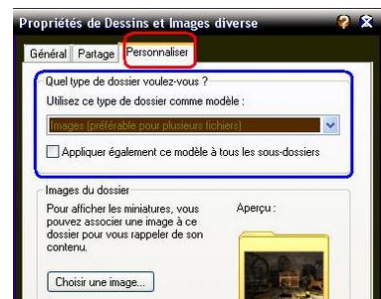 Propriétés de Dessins et Images diverse
Général Partage Personnaliser
Quel type de dossier voulez-vous ?
Utilisez ce type de dossier comme modèle :
Images (préférable pour plusieurs fichiers)
Appliquer également ce modèle à tous les sous-dossiers
Images du dossier
Pour afficher les miniatures, vous
pouvez associer une image à ce
dossier pour vous rappeler de son
contenu.
Aperçu :
Choisir une image...